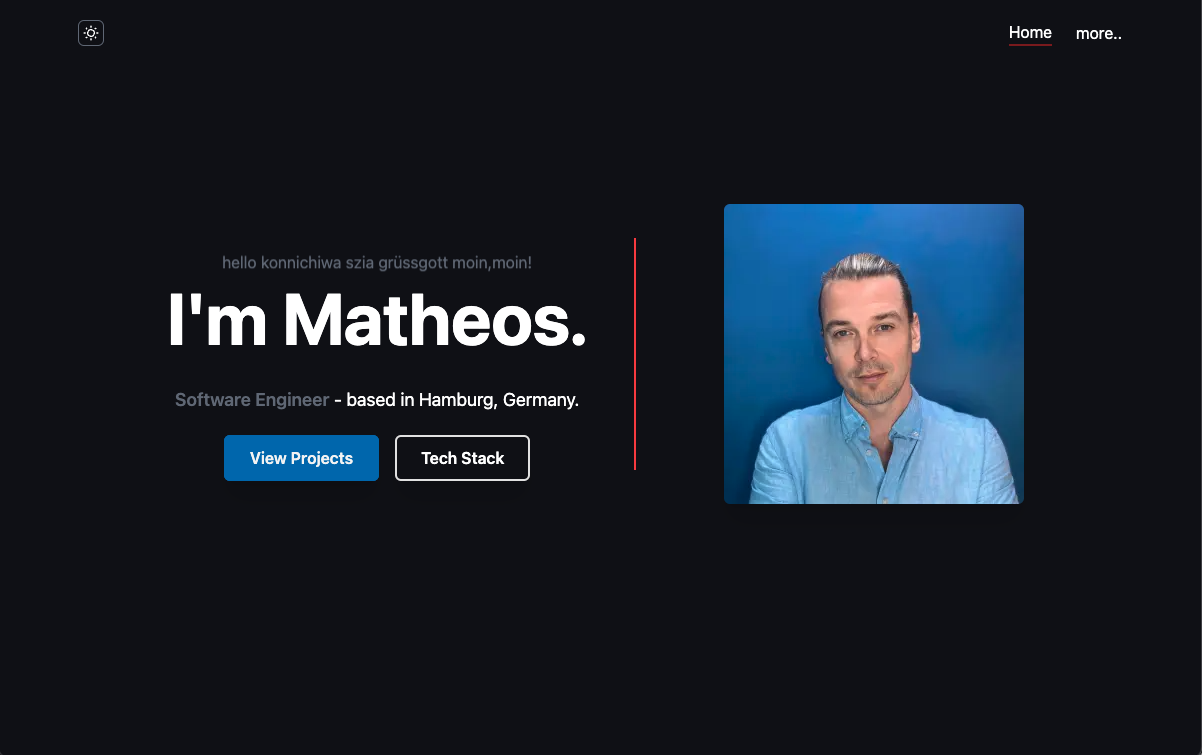 Home
more..
hello konnichiwa szia grüssgott moin,moin!
I'm Matheos.
Software Engineer - based in Hamburg, Germany.
View Projects
Tech Stack